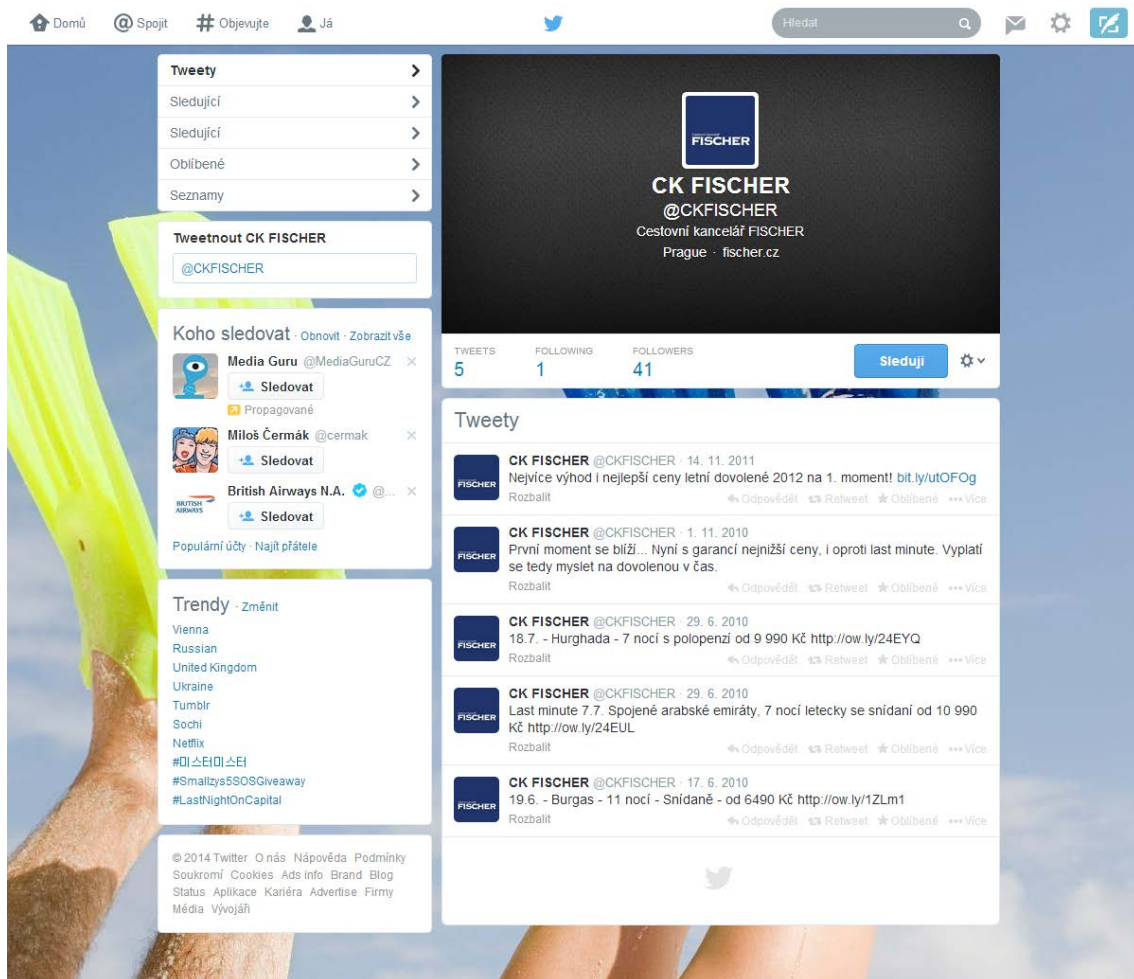 Domů
Spojit
Objevujte
Já
Hledat
Tweety
Sledující
Sledující
Oblíbené
Seznamy
Tweetnout CK FISCHER
@CKFISCHER
Koho sledovat · Obnovit · Zobrazit vše
Media Guru @MediaGuruCZ
Sledovat
Propagované
Miloš Čermák @cermak
Sledovat
British Airways N.A. @...
BRITISH AIRWAYS
Sledovat
Populární účty · Najít přátele
Trendy · Změnit
Vienna
Russian
United Kingdom
Ukraine
Tumblr
Sochi
Netflix
#미스터미스터
#Smallzys5SOSGiveaway
#LastNightOnCapital
© 2014 Twitter O nás Nápověda Podmínky
Soukromí Cookies Ads info Brand Blog
Status Aplikace Kariéra Advertise Firmy
Média Vývojáři
FISCHER
CK FISCHER
@CKFISCHER
Cestovní kancelář FISCHER
Prague · fischer.cz
TWEETS
5
FOLLOWING
1
FOLLOWERS
41
Sleduji
Tweety
FISCHER
CK FISCHER @CKFISCHER · 14. 11. 2011
Nejvíce výhod i nejlepší ceny letní dovolené 2012 na 1. moment! bit.ly/utOFOg
Rozbalit Odpovědět Retweet Oblíbené Více
FISCHER
CK FISCHER @CKFISCHER · 1. 11. 2010
První moment se blíží... Nyní s garancí nejnižší ceny, i oproti last minute. Vyplatí
se tedy myslet na dovolenou v čas.
Rozbalit Odpovědět Retweet Oblíbené Více
FISCHER
CK FISCHER @CKFISCHER · 29. 6. 2010
18.7. - Hurghada - 7 nocí s polopenzí od 9 990 Kč http://ow.ly/24EYQ
Rozbalit Odpovědět Retweet Oblíbené Více
FISCHER
CK FISCHER @CKFISCHER · 29. 6. 2010
Last minute 7.7. Spojené arabské emiráty, 7 nocí letecky se snídaní od 10 990
Kč http://ow.ly/24EUL
Rozbalit Odpovědět Retweet Oblíbené Více
FISCHER
CK FISCHER @CKFISCHER · 17. 6. 2010
19.6. - Burgas - 11 nocí - Snídaně - od 6490 Kč http://ow.ly/1ZLm1
Rozbalit Odpovědět Retweet Oblíbené Více